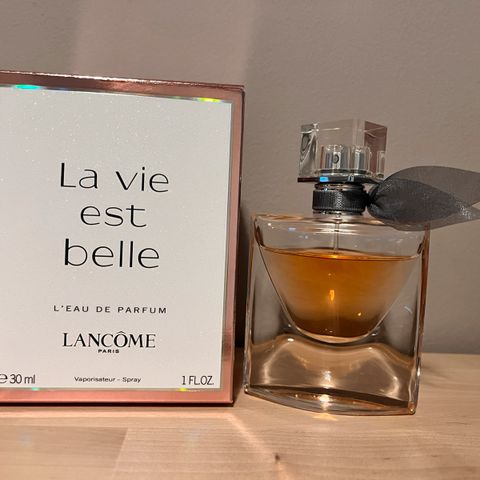 La vie
est
belle
L'EAU DE PARFUM
LANCÔME
PARIS
℮ 30 ml
Vaporisateur - Spray
1 FL.OZ.